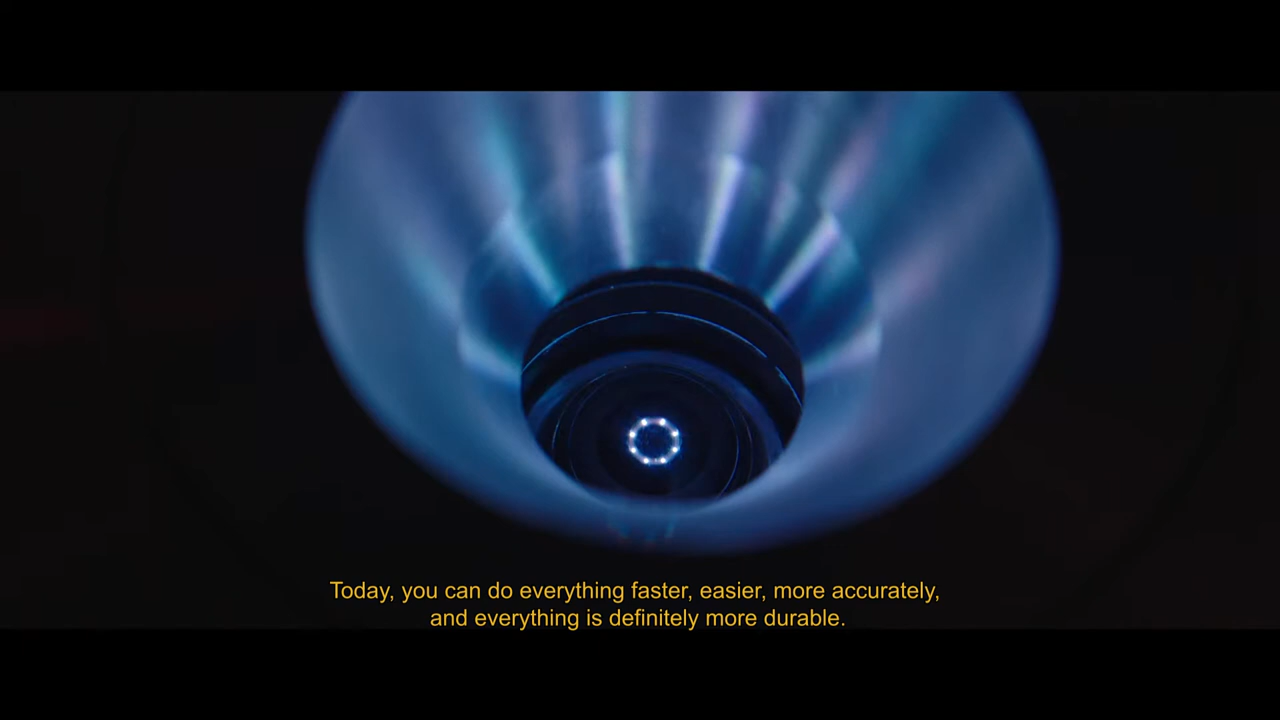 Today, you can do everything faster, easier, more accurately,
and everything is definitely more durable.